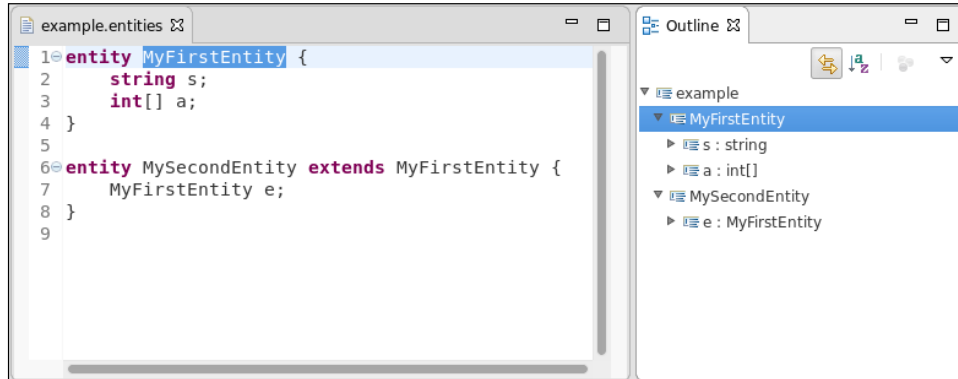 example.entities
1 entity MyFirstEntity {
2 string s;
3 int[] a;
4 }
5
6 entity MySecondEntity extends MyFirstEntity {
7 MyFirstEntity e;
8 }
9
Outline
a
z
example
MyFirstEntity
s : string
a : int[]
MySecondEntity
e : MyFirstEntity